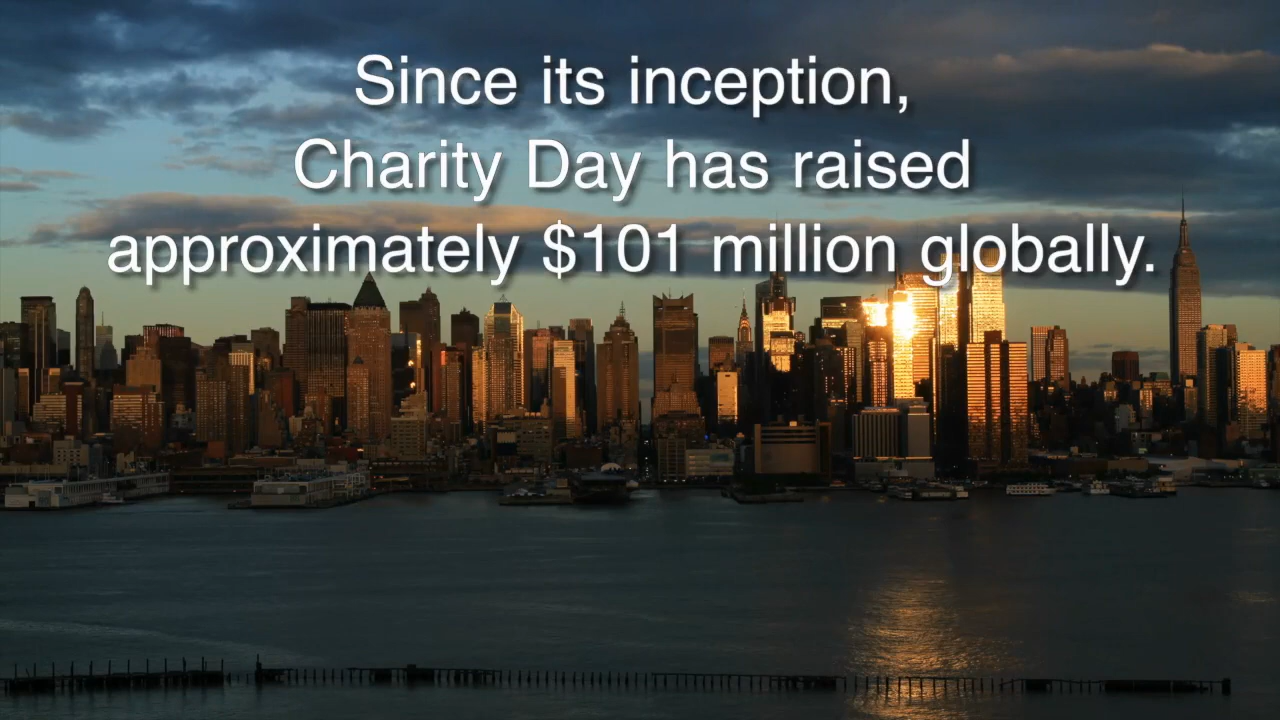 Since its inception,
Charity Day has raised
approximately $101 million globally.